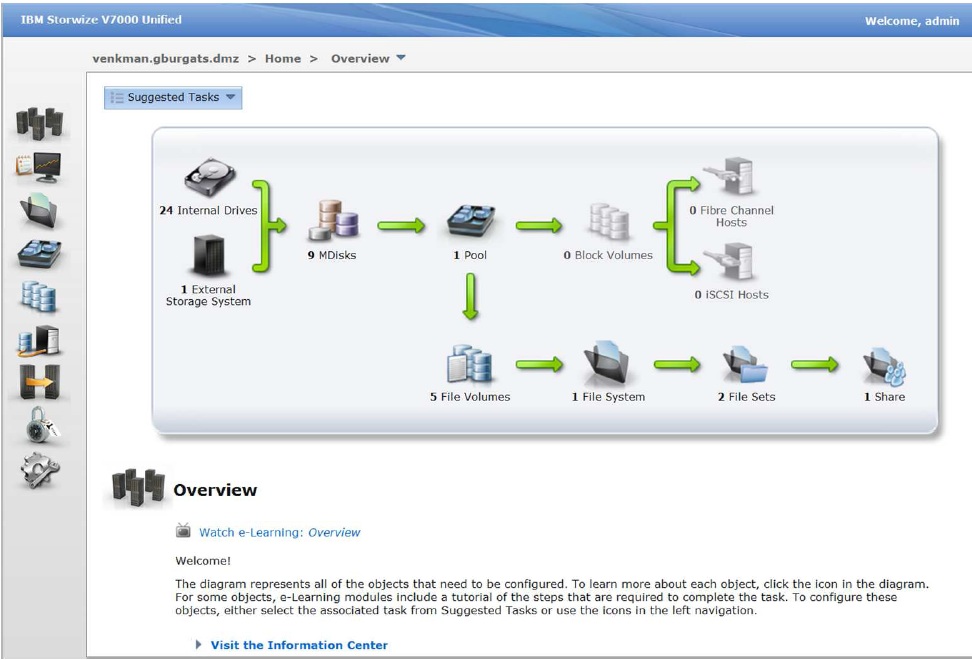 IBM Storwize V7000 Unified
Welcome, admin
venkman.gburgats.dmz > Home > Overview
Suggested Tasks
24 Internal Drives
1 External
Storage System
9 MDisks
1 Pool
0 Block Volumes
0 Fibre Channel
Hosts
0 iSCSI Hosts
5 File Volumes
1 File System
2 File Sets
1 Share
Overview
Watch e-Learning: Overview
Welcome!
The diagram represents all of the objects that need to be configured. To learn more about each object, click the icon in the diagram.
For some objects, e-Learning modules include a tutorial of the steps that are required to complete the task. To configure these
objects, either select the associated task from Suggested Tasks or use the icons in the left navigation.
Visit the Information Center